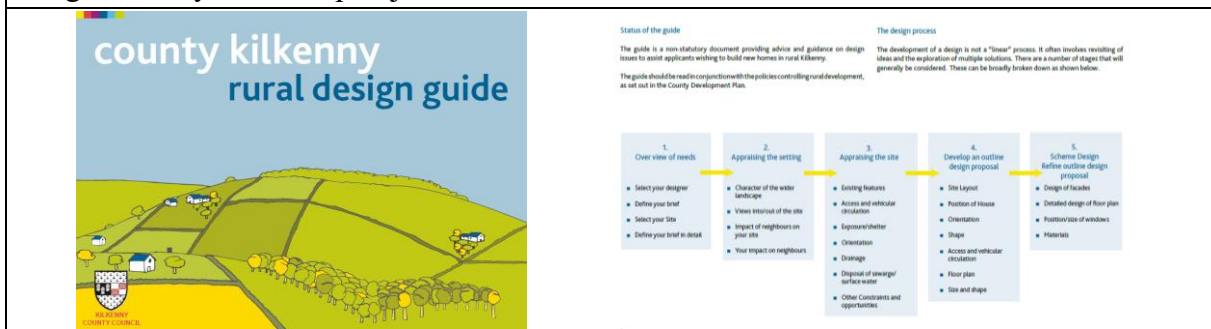 county kilkenny
rural design guide
KILKENNY
COUNTY COUNCIL
Status of the guide
The guide is a non-statutory document providing advice and guidance on design
issues to assist applicants wishing to build new homes in rural Kilkenny.
The guide should be read in conjunction with the policies controlling rural development,
as set out in the County Development Plan.
The design process
The development of a design is not a "linear" process. It often involves revisiting of
ideas and the exploration of multiple solutions. There are a number of stages that will
generally be considered. These can be broadly broken down as shown below.
1.
Over view of needs
Select your designer
Define your brief
Select your Site
Define your brief in detail
2.
Appraising the setting
Character of the wider
landscape
Views into/out of the site
Impact of neighbours on
your site
Your impact on neighbours
3.
Appraising the site
Existing features
Access and vehicular
circulation
Exposure/shelter
Orientation
Drainage
Disposal of sewarge/
surface water
Other Constraints and
opportunities
4.
Develop an outline
design proposal
Site Layout
Position of House
Orientation
Shape
Access and vehicular
circulation
Floor plan
Size and shape
5.
Scheme Design
Refine outline design
proposal
Design of facades
Detailed design of floor plan
Position/size of windows
Materials